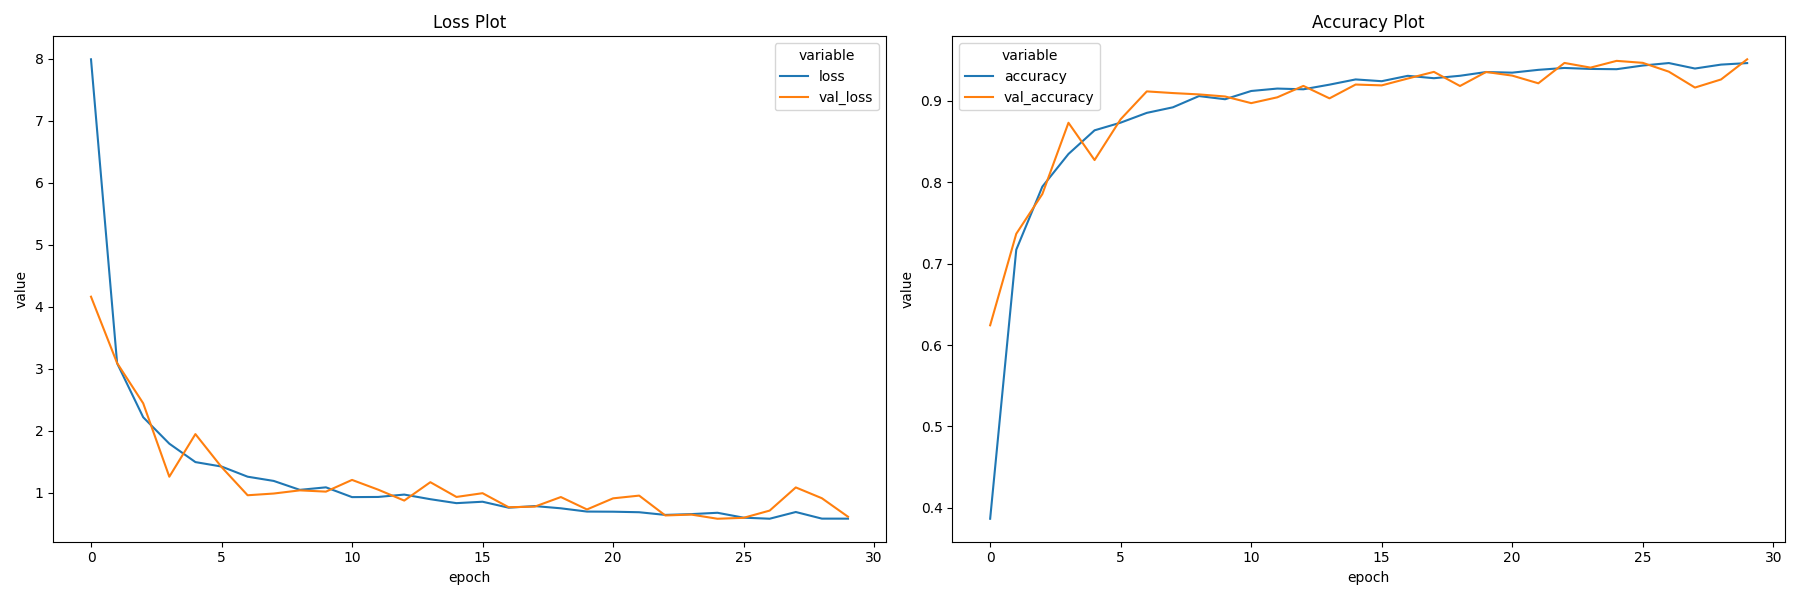 Loss Plot
variable
loss
val_loss
value
8
7
6
5
4
3
2
1
0 5 10 15 20 25 30
epoch
Accuracy Plot
variable
accuracy
val_accuracy
value
0.9
0.8
0.7
0.6
0.5
0.4
0 5 10 15 20 25 30
epoch